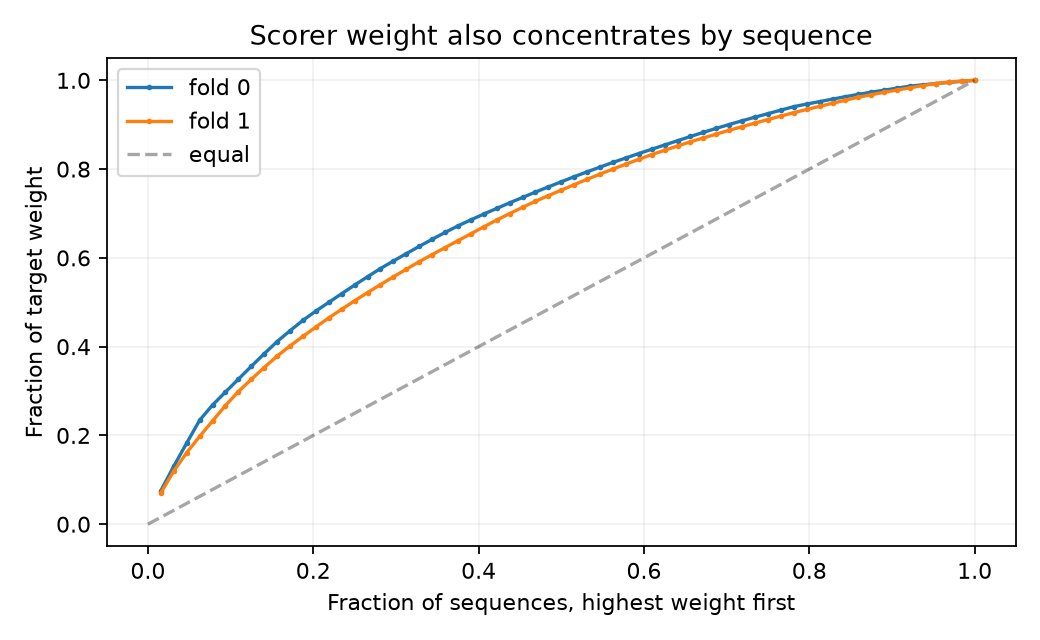 Scorer weight also concentrates by sequence
fold 0
fold 1
equal
Fraction of target weight
1.0
0.8
0.6
0.4
0.2
0.0
0.0 0.2 0.4 0.6 0.8 1.0
Fraction of sequences, highest weight first